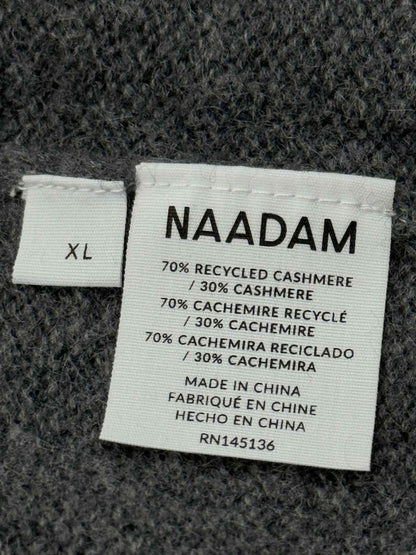 XL
NAADAM
70% RECYCLED CASHMERE
/ 30% CASHMERE
70% CACHEMIRE RECYCLÉ
/ 30% CACHEMIRE
70% CACHEMIRA RECICLADO
/ 30% CACHEMIRA
MADE IN CHINA
FABRIQUÉ EN CHINE
HECHO EN CHINA
RN145136